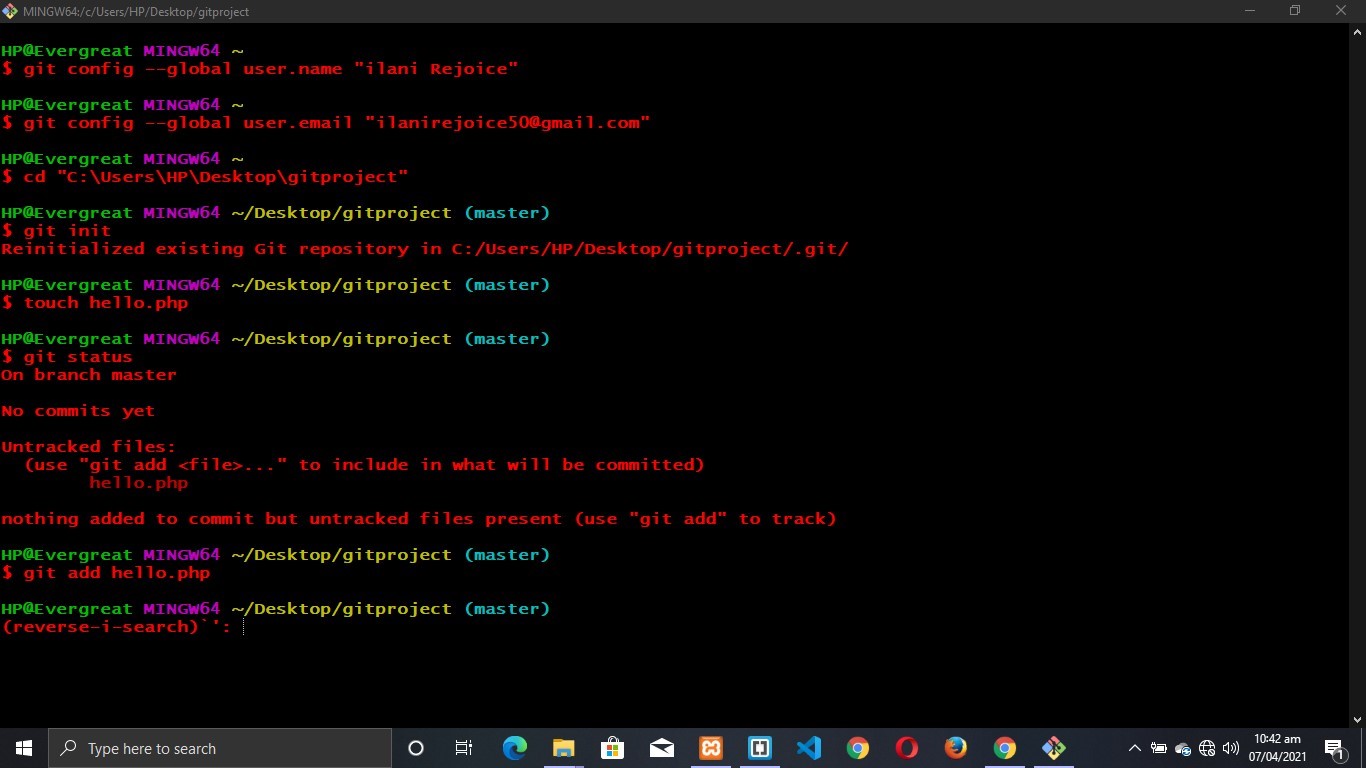 MINGW64:/c/Users/HP/Desktop/gitproject
HP@Evergreat MINGW64 ~
$ git config --global user.name "ilani Rejoice"
HP@Evergreat MINGW64 ~
$ git config --global user.email "ilanirejoice50@gmail.com"
HP@Evergreat MINGW64 ~
$ cd "C:\Users\HP\Desktop\gitproject"
HP@Evergreat MINGW64 ~/Desktop/gitproject (master)
$ git init
Reinitialized existing Git repository in C:/Users/HP/Desktop/gitproject/.git/
HP@Evergreat MINGW64 ~/Desktop/gitproject (master)
$ touch hello.php
HP@Evergreat MINGW64 ~/Desktop/gitproject (master)
$ git status
On branch master
No commits yet
Untracked files:
  (use "git add <file>..." to include in what will be committed)
        hello.php
nothing added to commit but untracked files present (use "git add" to track)
HP@Evergreat MINGW64 ~/Desktop/gitproject (master)
$ git add hello.php
HP@Evergreat MINGW64 ~/Desktop/gitproject (master)
(reverse-i-search)`':
Type here to search
10:42 am
07/04/2021
1